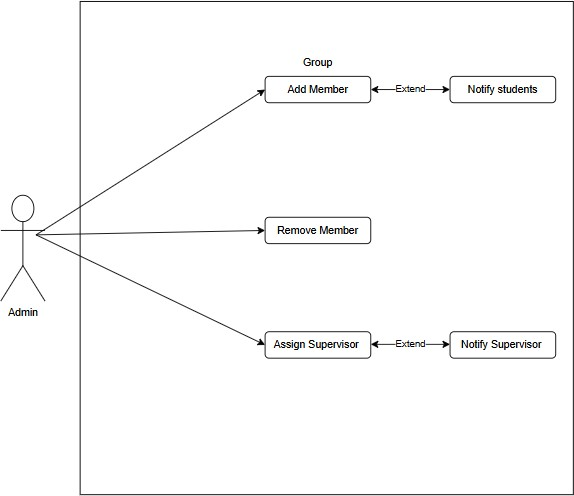 Group
Add Member
Extend
Notify students
Remove Member
Admin
Assign Supervisor
Extend
Notify Supervisor